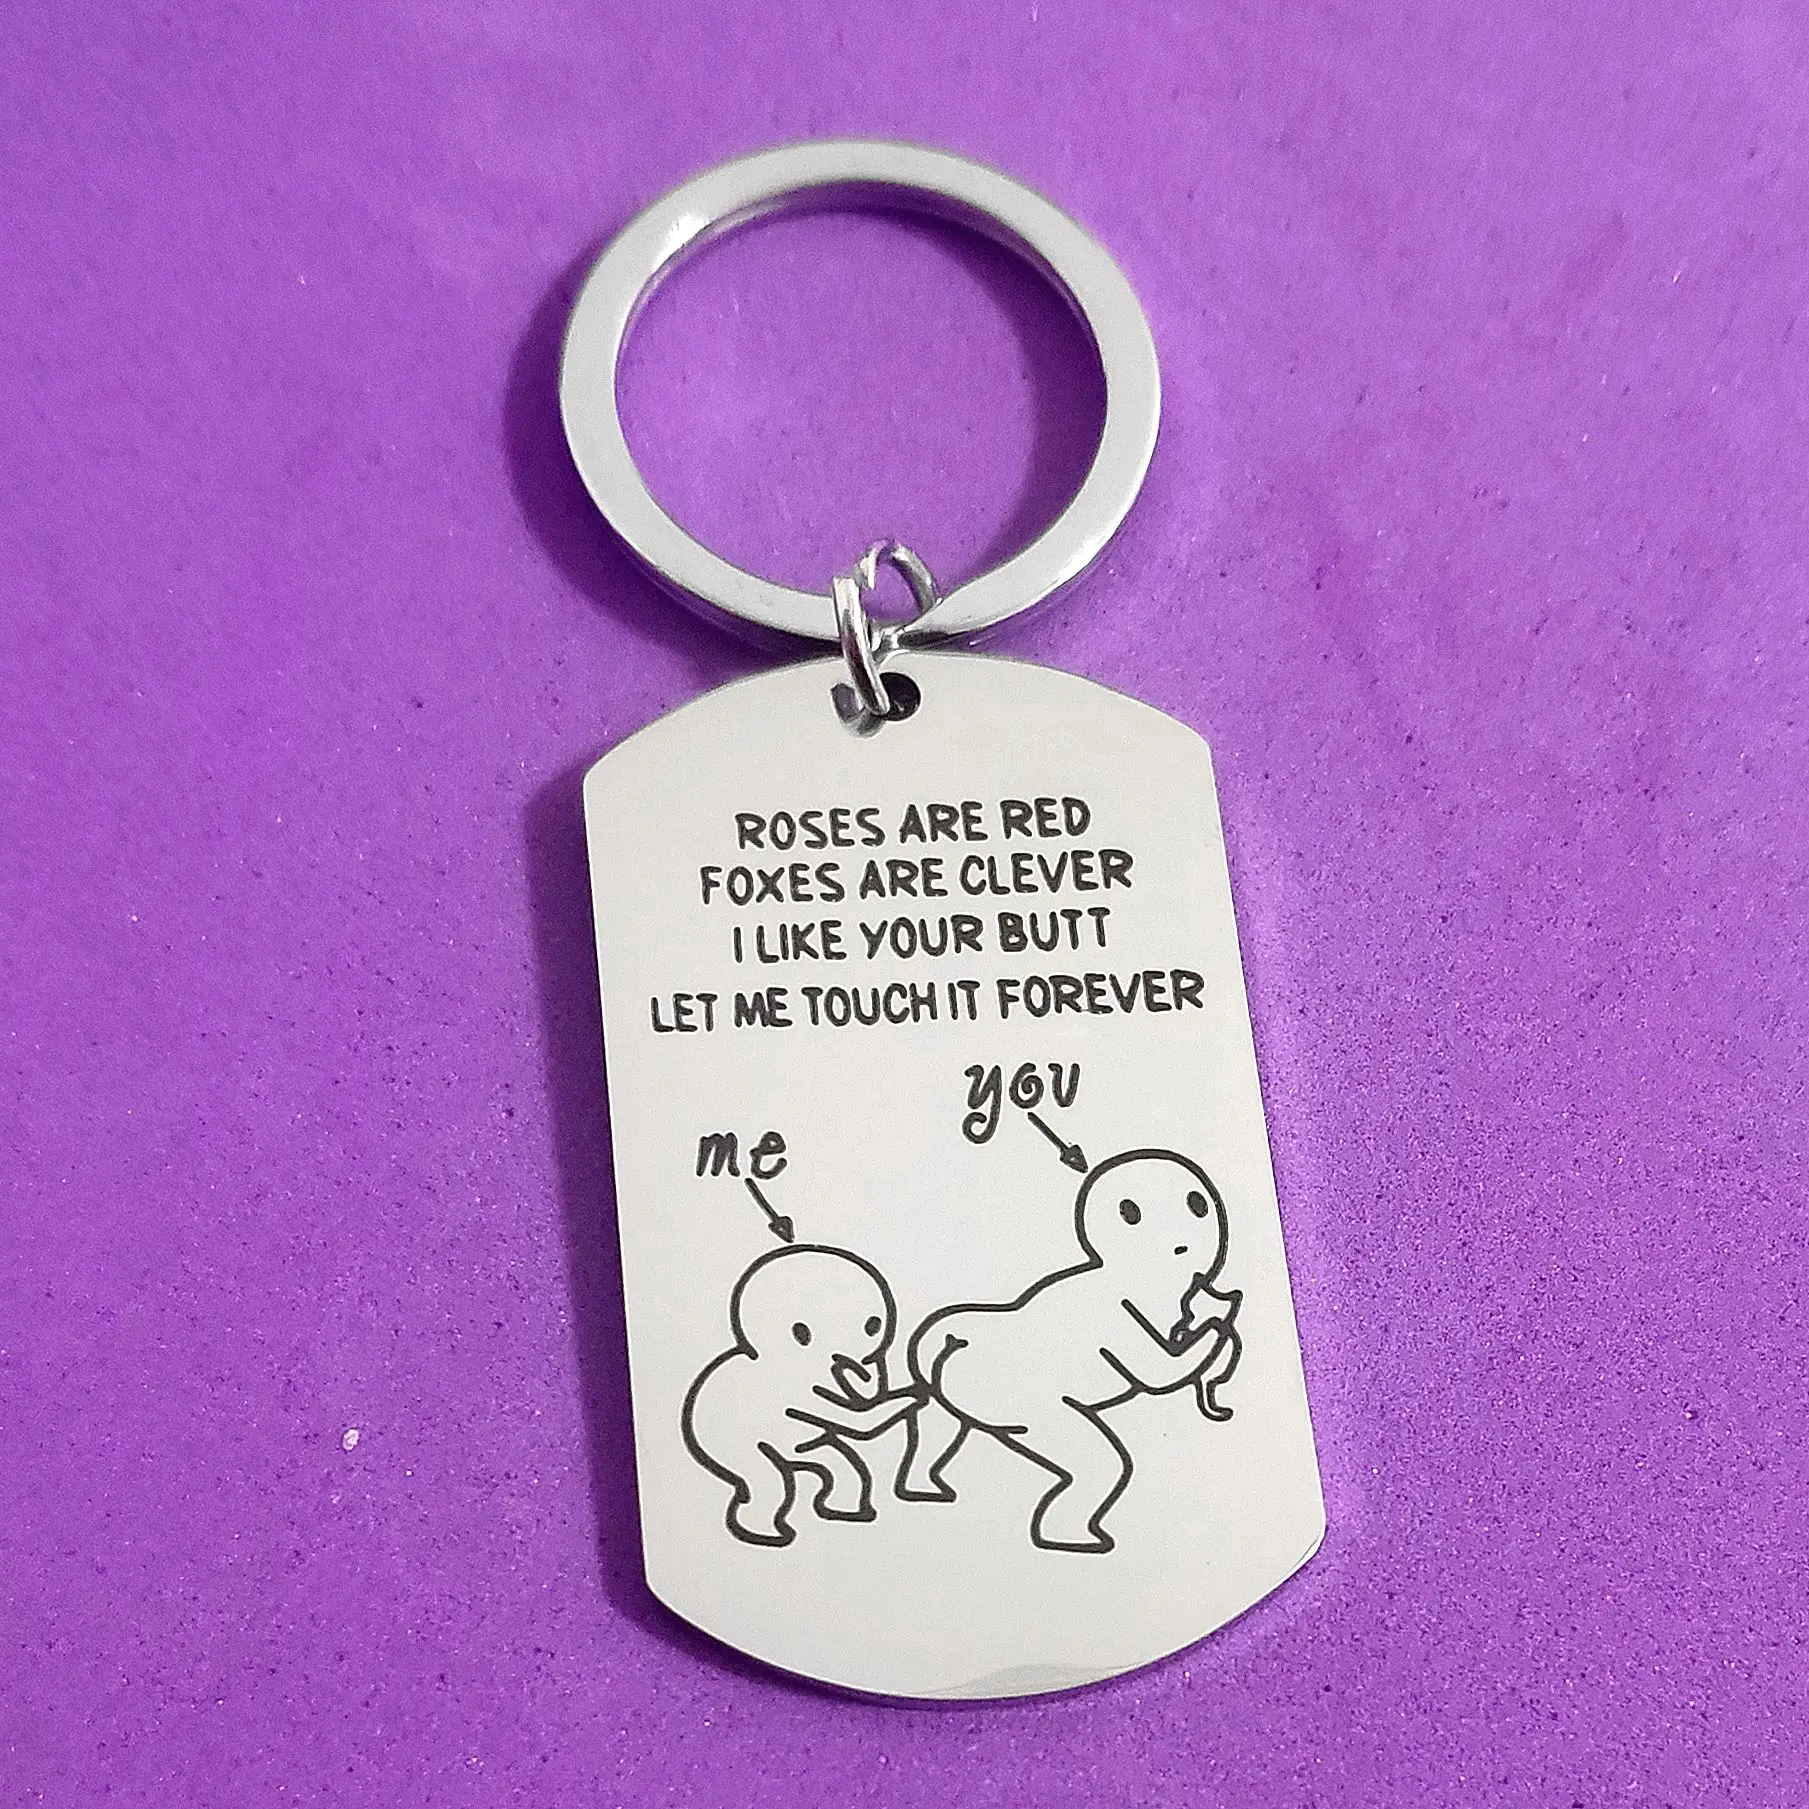 ROSES ARE RED
FOXES ARE CLEVER
I LIKE YOUR BUTT
LET ME TOUCH IT FOREVER
you
me